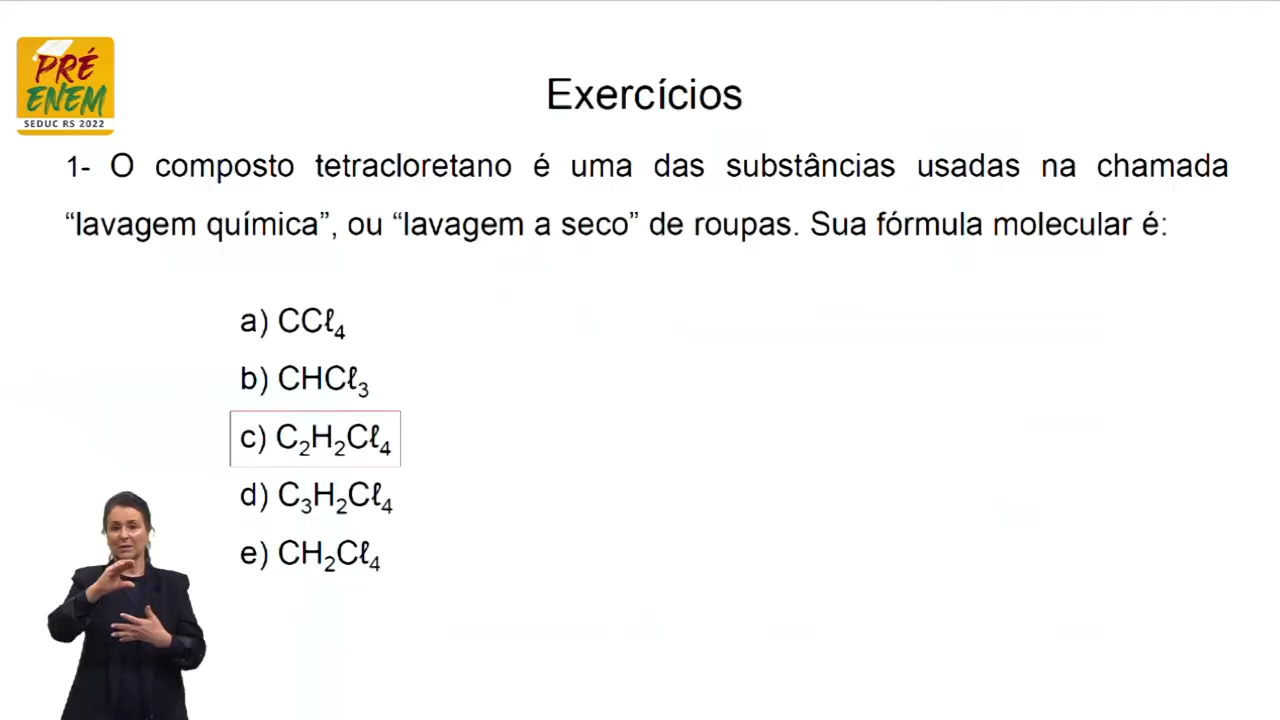 PRÉ
ENEM
SEDUC RS 2022
Exercícios
1- O composto tetracloretano é uma das substâncias usadas na chamada
“lavagem química”, ou “lavagem a seco” de roupas. Sua fórmula molecular é:
a) CCℓ₄
b) CHCℓ₃
c) C₂H₂Cℓ₄
d) C₃H₂Cℓ₄
e) CH₂Cℓ₄